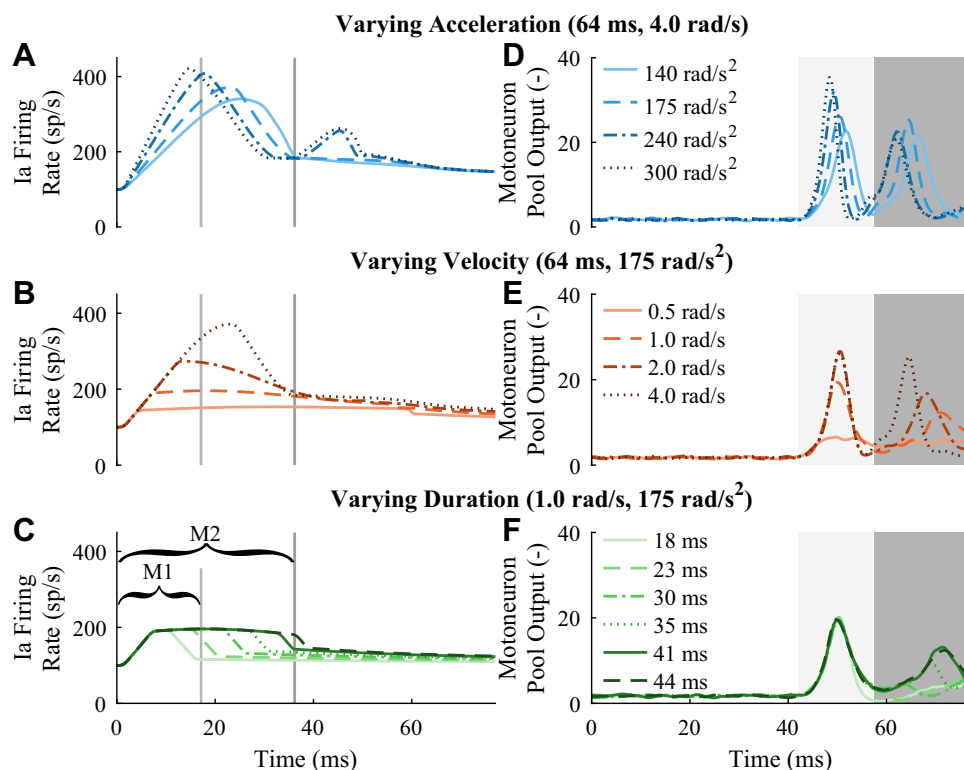 Varying Acceleration (64 ms, 4.0 rad/s)
A
Ia Firing
Rate (sp/s)
400
200
0
D
Motoneuron
Pool Output (-)
40
20
0
140 rad/s²
175 rad/s²
240 rad/s²
300 rad/s²
Varying Velocity (64 ms, 175 rad/s²)
B
Ia Firing
Rate (sp/s)
400
200
0
E
Motoneuron
Pool Output (-)
40
20
0
0.5 rad/s
1.0 rad/s
2.0 rad/s
4.0 rad/s
Varying Duration (1.0 rad/s, 175 rad/s²)
C
Ia Firing
Rate (sp/s)
400
200
0
M2
M1
0 20 40 60
Time (ms)
F
Motoneuron
Pool Output (-)
40
20
0
18 ms
23 ms
30 ms
35 ms
41 ms
44 ms
0 20 40 60
Time (ms)